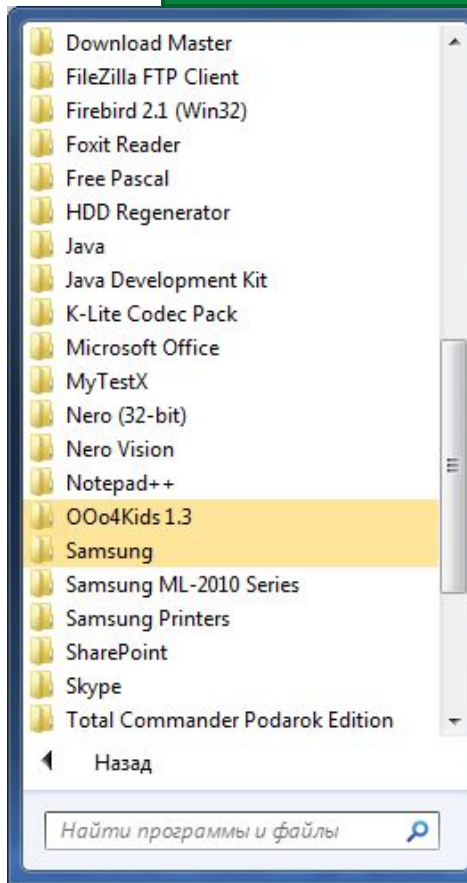 Download Master
FileZilla FTP Client
Firebird 2.1 (Win32)
Foxit Reader
Free Pascal
HDD Regenerator
Java
Java Development Kit
K-Lite Codec Pack
Microsoft Office
MyTestX
Nero (32-bit)
Nero Vision
Notepad++
OOo4Kids 1.3
Samsung
Samsung ML-2010 Series
Samsung Printers
SharePoint
Skype
Total Commander Podarok Edition
Назад
Найти программы и файлы